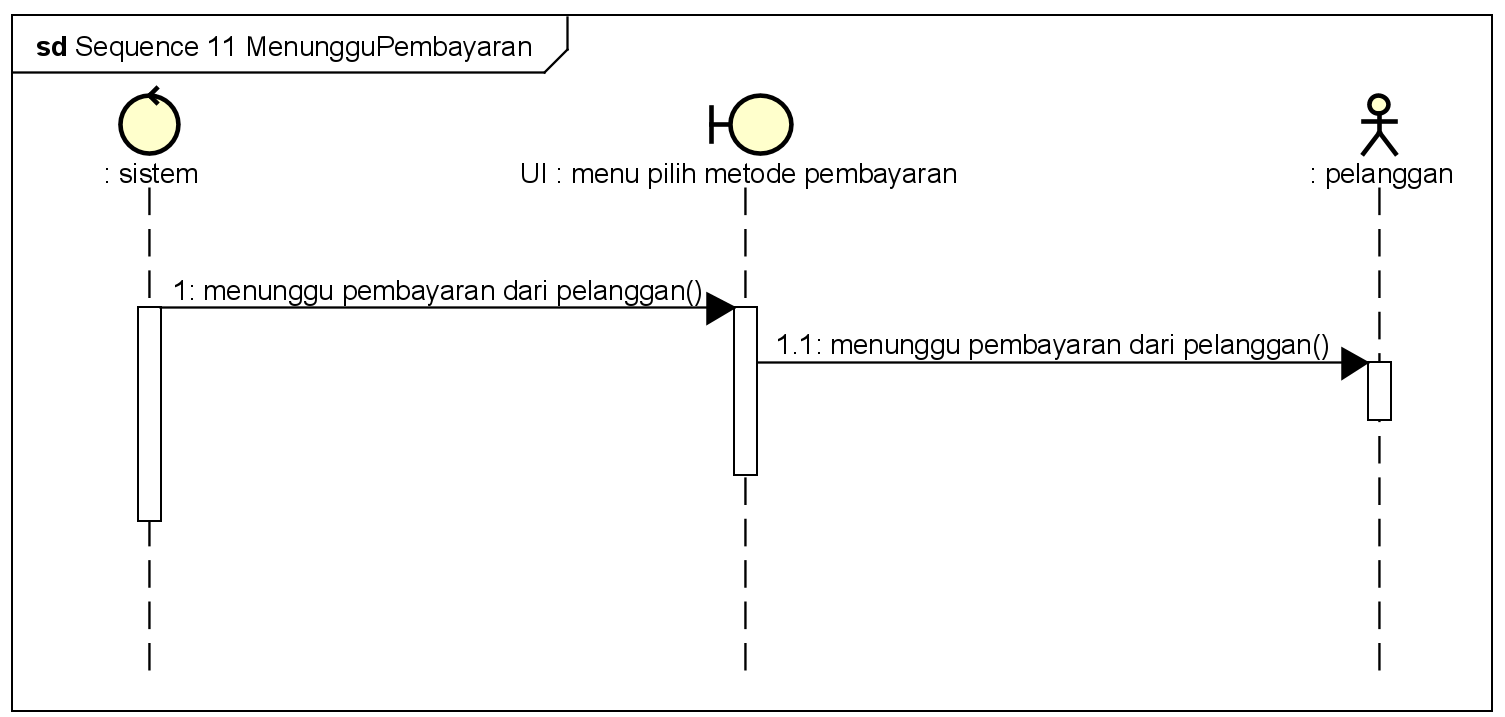 sd Sequence 11 MenungguPembayaran
: sistem
UI : menu pilih metode pembayaran
: pelanggan
1: menunggu pembayaran dari pelanggan()
1.1: menunggu pembayaran dari pelanggan()